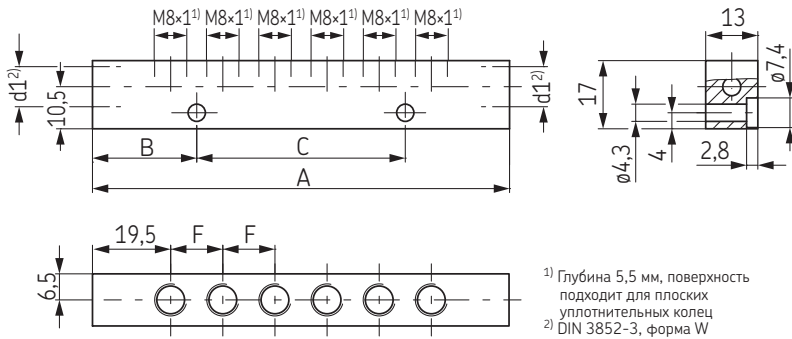 M8×1¹⁾ M8×1¹⁾ M8×1¹⁾ M8×1¹⁾ M8×1¹⁾ M8×1¹⁾
13
d1²⁾
10,5
d1²⁾
17
ø7,4
B
C
ø4,3
4
2,8
A
19,5
F
F
6,5
¹⁾ Глубина 5,5 мм, поверхность
подходит для плоских
уплотнительных колец
²⁾ DIN 3852-3, форма W